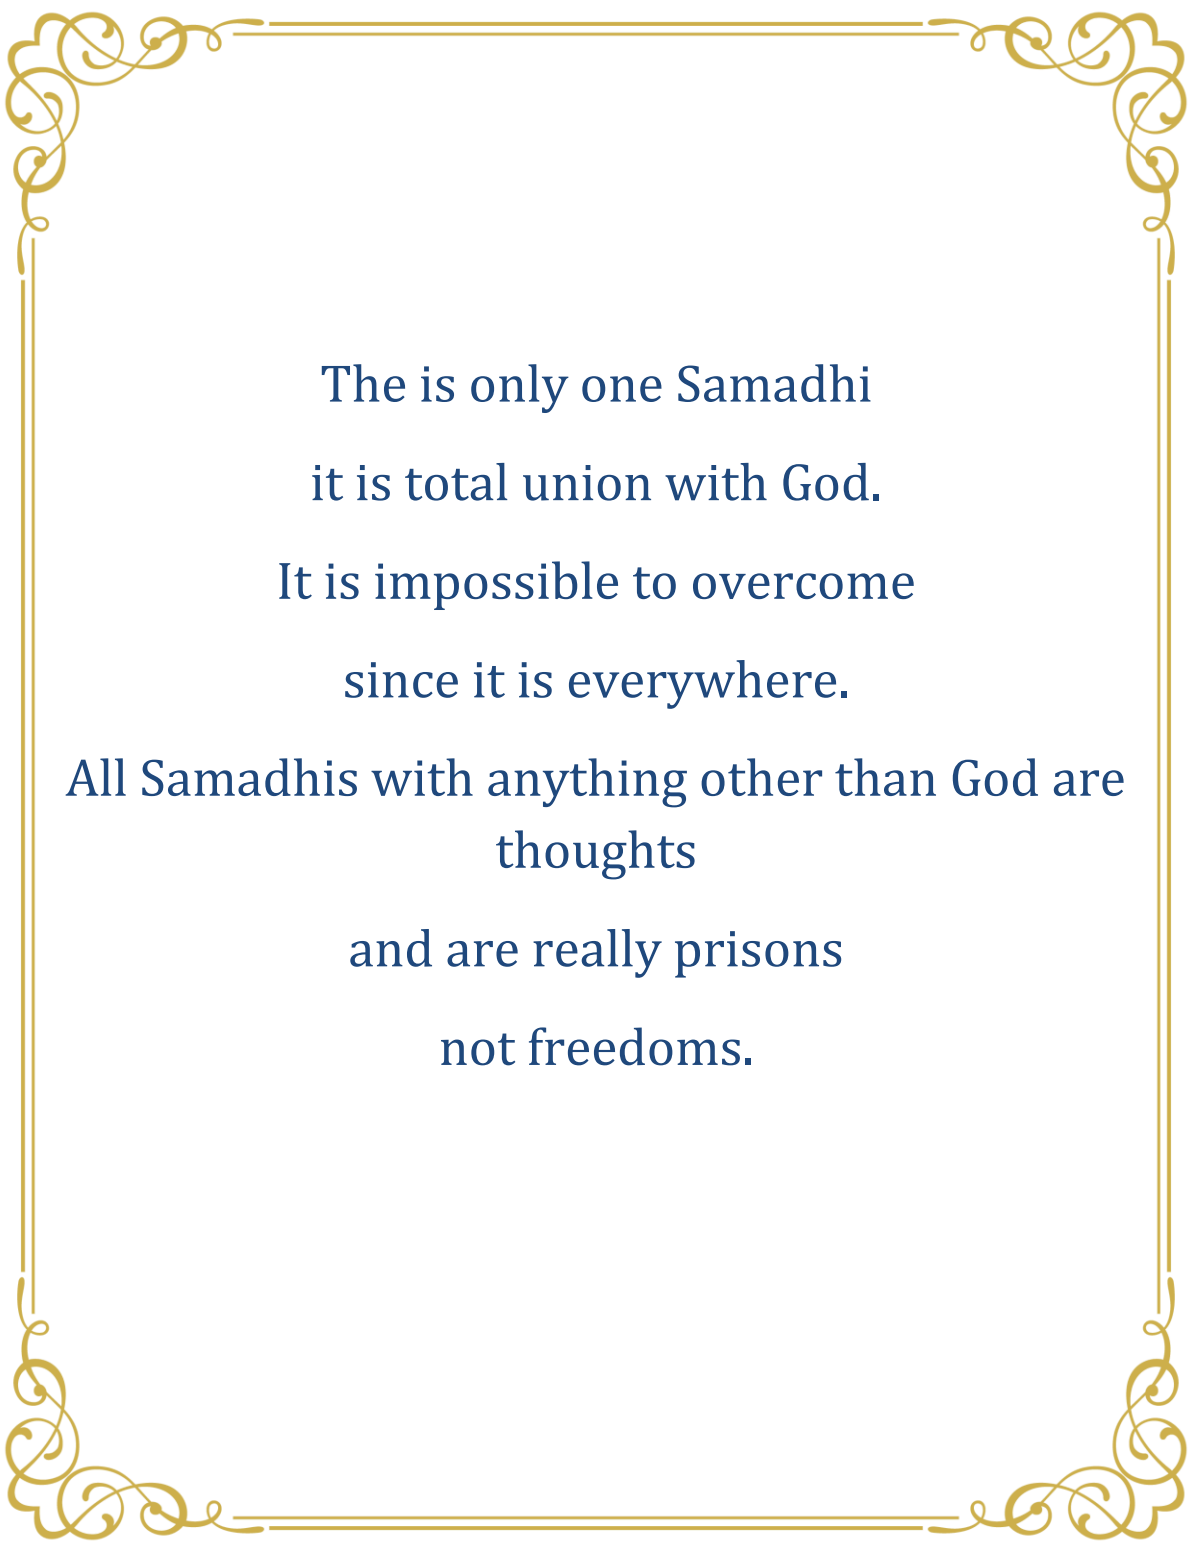 The is only one Samadhi
it is total union with God.
It is impossible to overcome
since it is everywhere.
All Samadhis with anything other than God are
thoughts
and are really prisons
not freedoms.